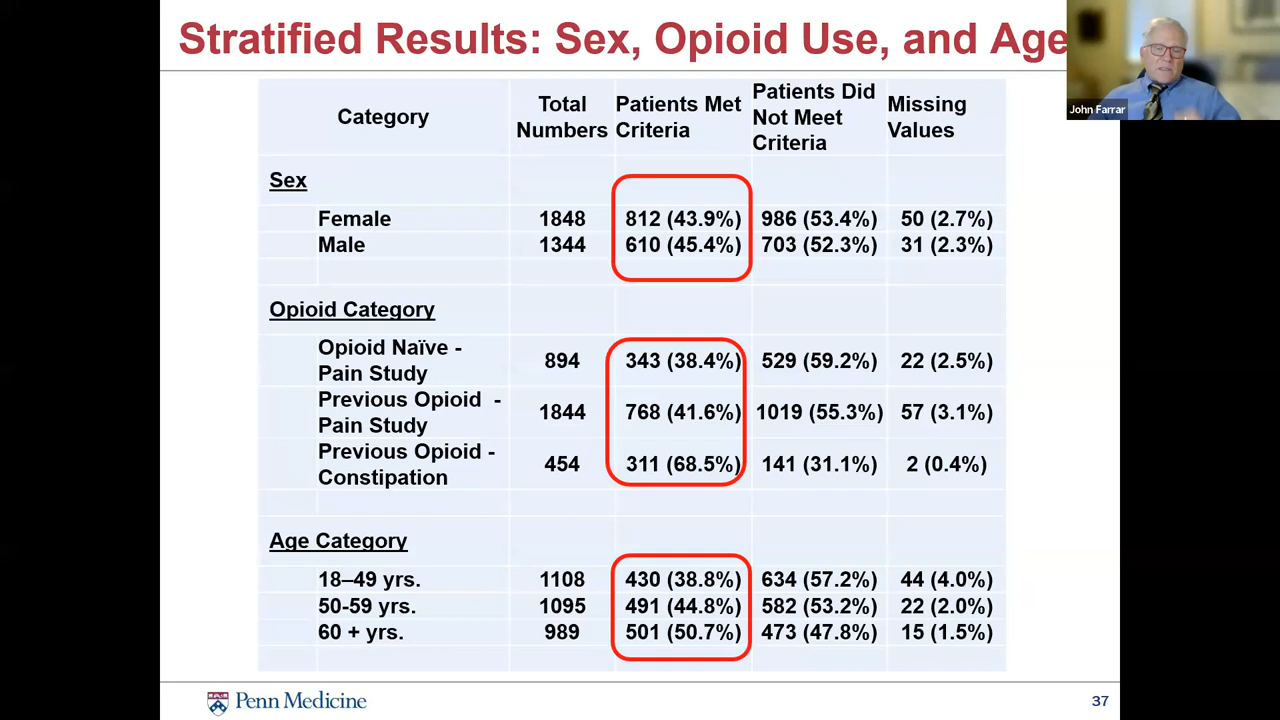 Stratified Results: Sex, Opioid Use, and Age
John Farrar
Category Total Numbers Patients Met Criteria Patients Did Not Meet Criteria Missing Values
Sex
Female 1848 812 (43.9%) 986 (53.4%) 50 (2.7%)
Male 1344 610 (45.4%) 703 (52.3%) 31 (2.3%)
Opioid Category
Opioid Naïve - Pain Study 894 343 (38.4%) 529 (59.2%) 22 (2.5%)
Previous Opioid - Pain Study 1844 768 (41.6%) 1019 (55.3%) 57 (3.1%)
Previous Opioid - Constipation 454 311 (68.5%) 141 (31.1%) 2 (0.4%)
Age Category
18–49 yrs. 1108 430 (38.8%) 634 (57.2%) 44 (4.0%)
50-59 yrs. 1095 491 (44.8%) 582 (53.2%) 22 (2.0%)
60 + yrs. 989 501 (50.7%) 473 (47.8%) 15 (1.5%)
Penn Medicine
37